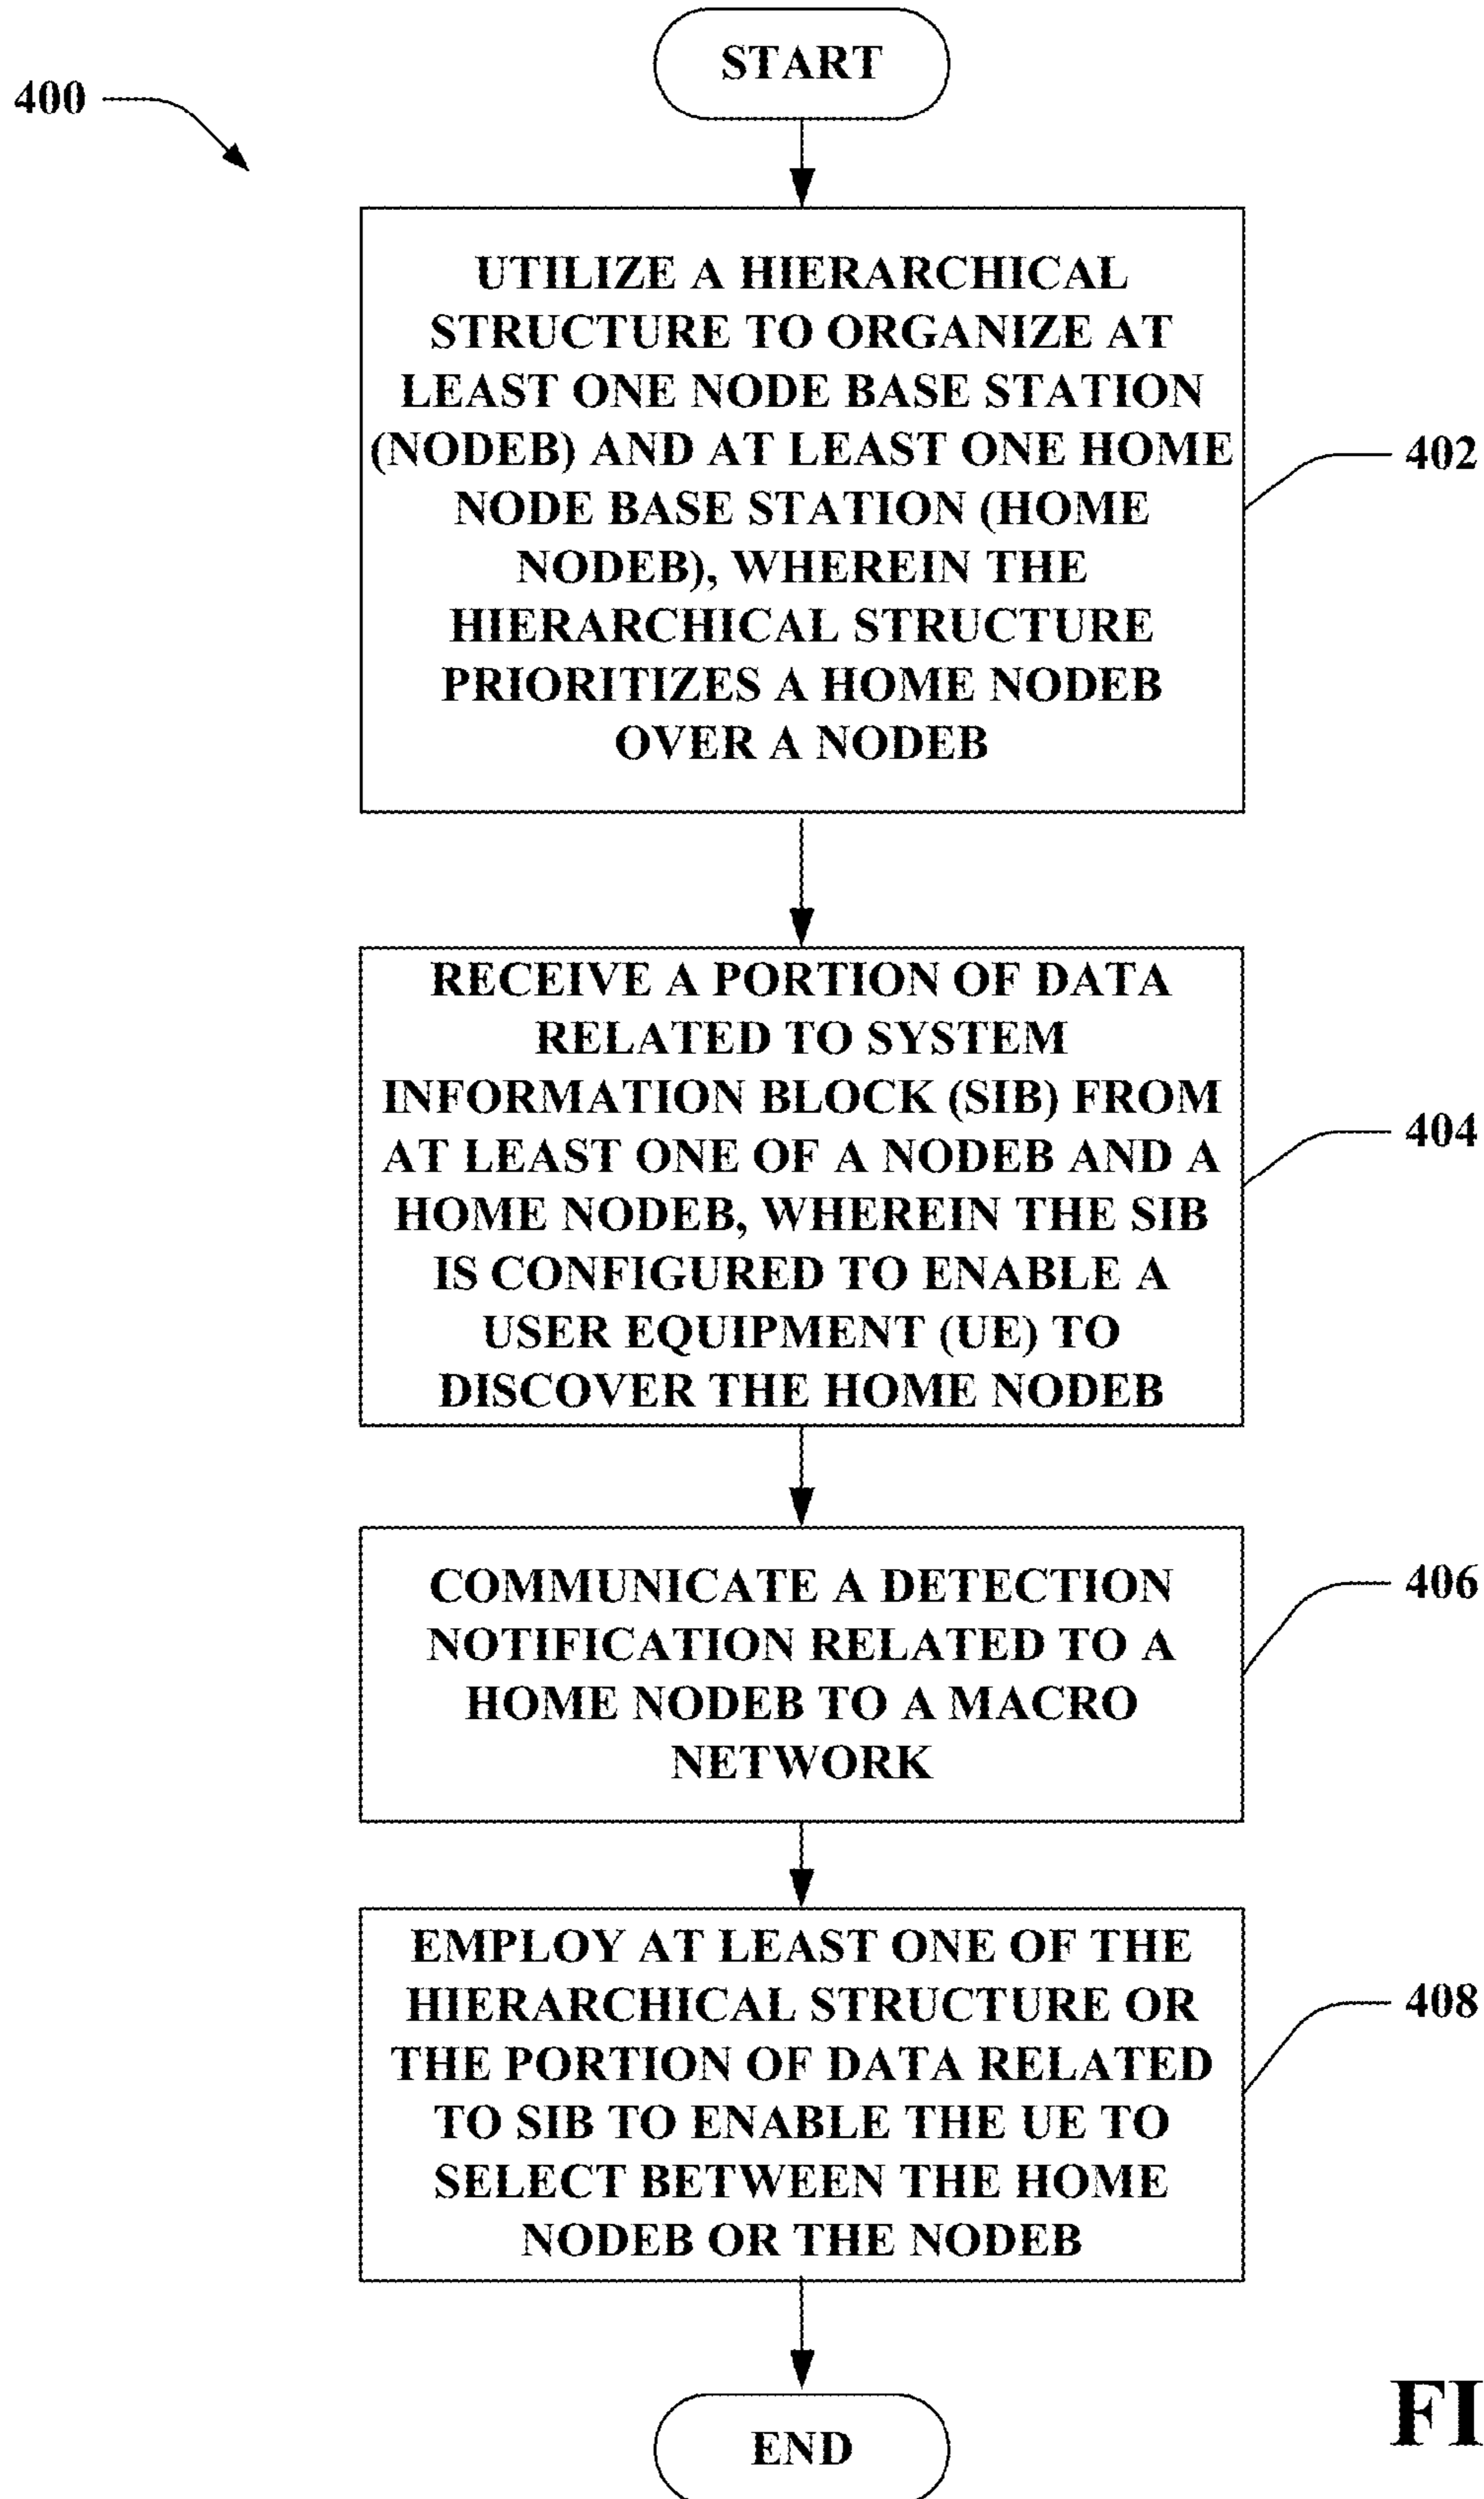 START
400
UTILIZE A HIERARCHICAL
STRUCTURE TO ORGANIZE AT
LEAST ONE NODE BASE STATION
(NODEB) AND AT LEAST ONE HOME
NODE BASE STATION (HOME
NODEB), WHEREIN THE
HIERARCHICAL STRUCTURE
PRIORITIZES A HOME NODEB
OVER A NODEB
402
RECEIVE A PORTION OF DATA
RELATED TO SYSTEM
INFORMATION BLOCK (SIB) FROM
AT LEAST ONE OF A NODEB AND A
HOME NODEB, WHEREIN THE SIB
IS CONFIGURED TO ENABLE A
USER EQUIPMENT (UE) TO
DISCOVER THE HOME NODEB
404
COMMUNICATE A DETECTION
NOTIFICATION RELATED TO A
HOME NODEB TO A MACRO
NETWORK
406
EMPLOY AT LEAST ONE OF THE
HIERARCHICAL STRUCTURE OR
THE PORTION OF DATA RELATED
TO SIB TO ENABLE THE UE TO
SELECT BETWEEN THE HOME
NODEB OR THE NODEB
408
END
FI